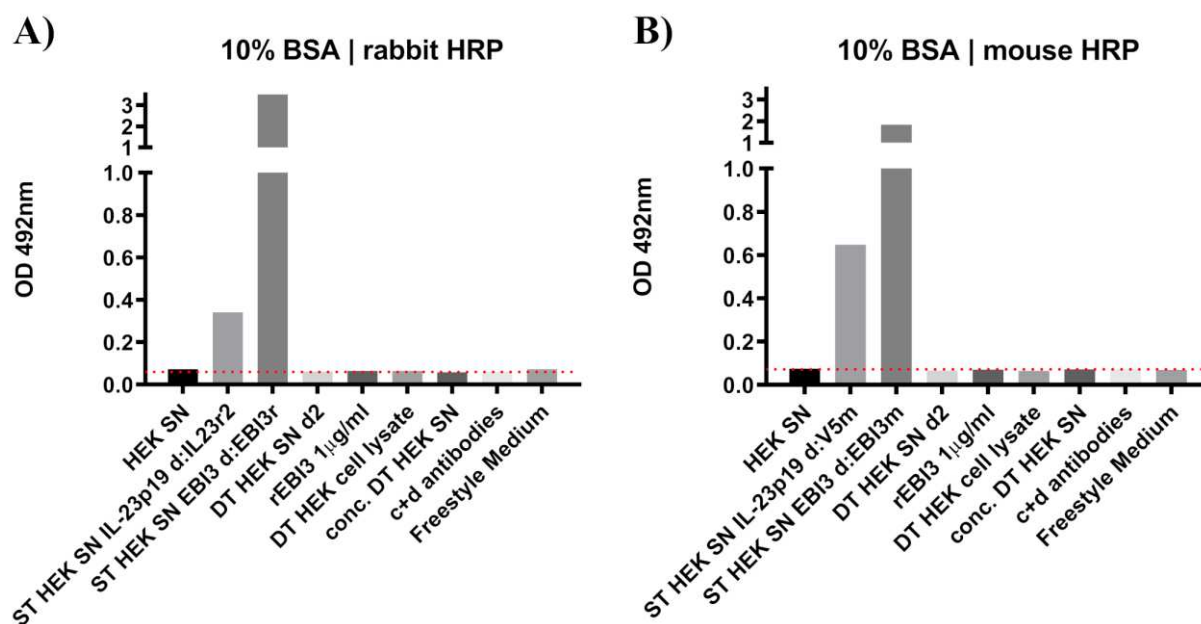 A)
10% BSA | rabbit HRP
OD 492nm
3
2
1
1.0
0.8
0.6
0.4
0.2
0.0
HEK SN
ST HEK SN IL-23p19 d:IL23r2
ST HEK SN EBI3 d:EBI3r
DT HEK SN d2
rEBI3 1μg/ml
DT HEK cell lysate
conc. DT HEK SN
c+d antibodies
Freestyle Medium
B)
10% BSA | mouse HRP
OD 492nm
3
2
1
1.0
0.8
0.6
0.4
0.2
0.0
HEK SN
ST HEK SN IL-23p19 d:V5m
ST HEK SN EBI3 d:EBI3m
DT HEK SN d2
rEBI3 1μg/ml
DT HEK cell lysate
conc. DT HEK SN
c+d antibodies
Freestyle Medium